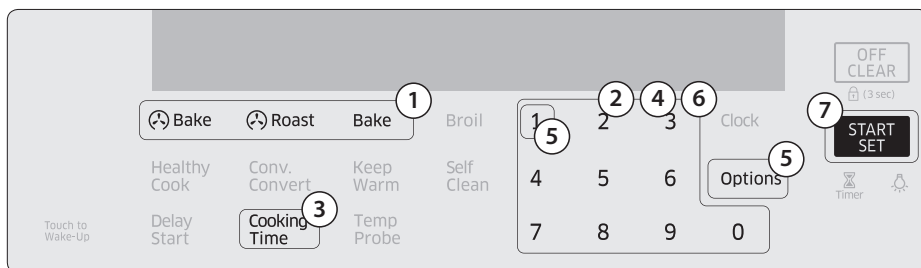 OFF
CLEAR
(3 sec)
1
2
4
6
7
Bake
Roast
Bake
Broil
1
2
3
Clock
START
SET
5
5
Healthy
Cook
Conv.
Convert
Keep
Warm
Self
Clean
4
5
6
Options
Timer
3
Touch to
Wake-Up
Delay
Start
Cooking
Time
Temp
Probe
7
8
9
0